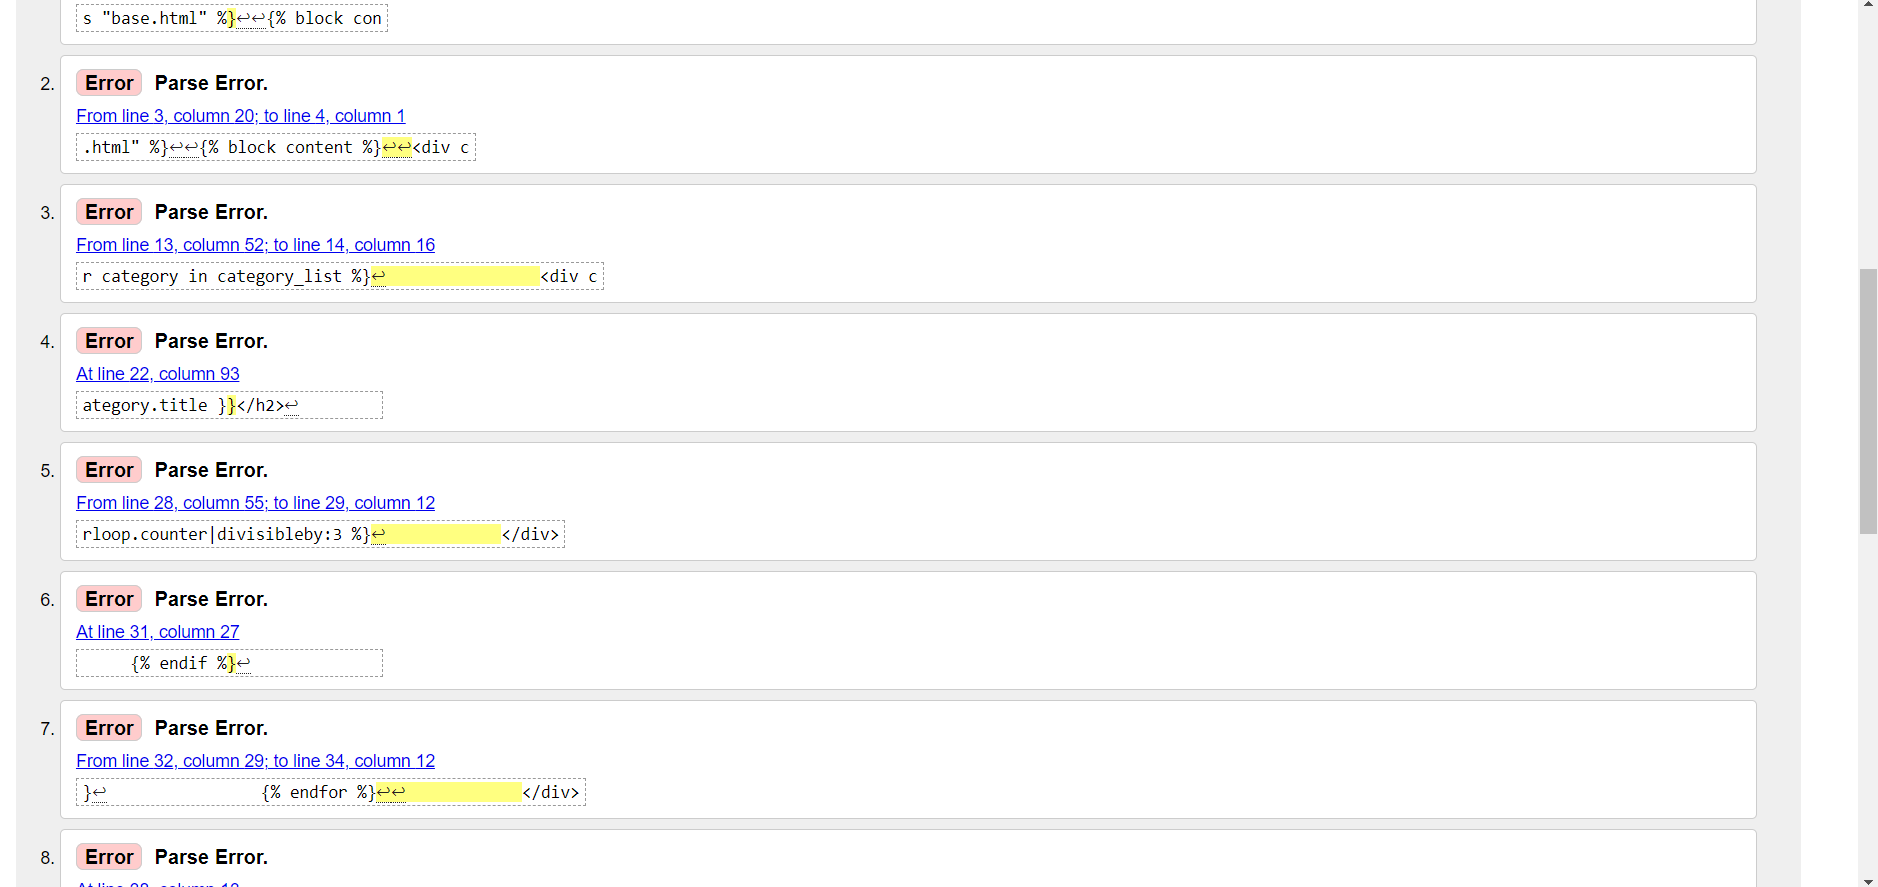 s "base.html" %}↩↩{% block con
2. Error Parse Error.
From line 3, column 20; to line 4, column 1
.html" %}↩↩{% block content %}↩↩<div c
3. Error Parse Error.
From line 13, column 52; to line 14, column 16
r category in category_list %}↩                <div c
4. Error Parse Error.
At line 22, column 93
ategory.title }}</h2>↩
5. Error Parse Error.
From line 28, column 55; to line 29, column 12
rloop.counter|divisibleby:3 %}↩            </div>
6. Error Parse Error.
At line 31, column 27
{% endif %}↩
7. Error Parse Error.
From line 32, column 29; to line 34, column 12
}↩                {% endfor %}↩↩            </div>
8. Error Parse Error.